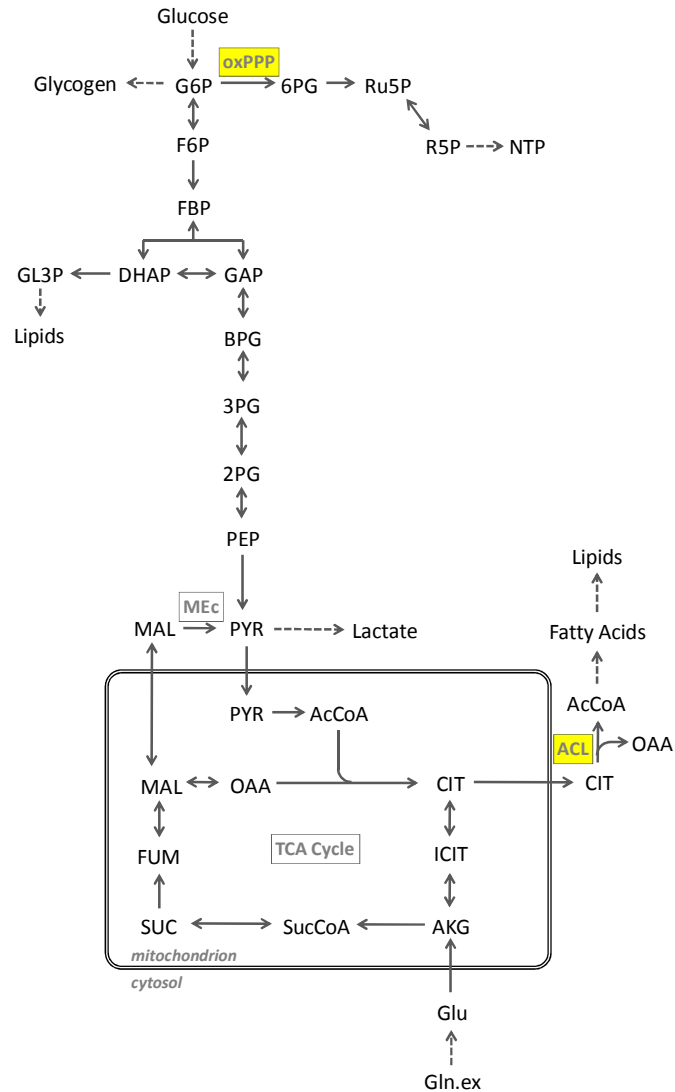 Glucose
oxPPP
Glycogen G6P 6PG Ru5P
F6P R5P NTP
FBP
GL3P DHAP GAP
Lipids BPG
3PG
2PG
PEP
Lipids
MEc
MAL PYR Lactate Fatty Acids
PYR AcCoA AcCoA
ACL OAA
MAL OAA CIT CIT
FUM TCA Cycle ICIT
SUC SucCoA AKG
mitochondrion
cytosol
Glu
Gln.ex